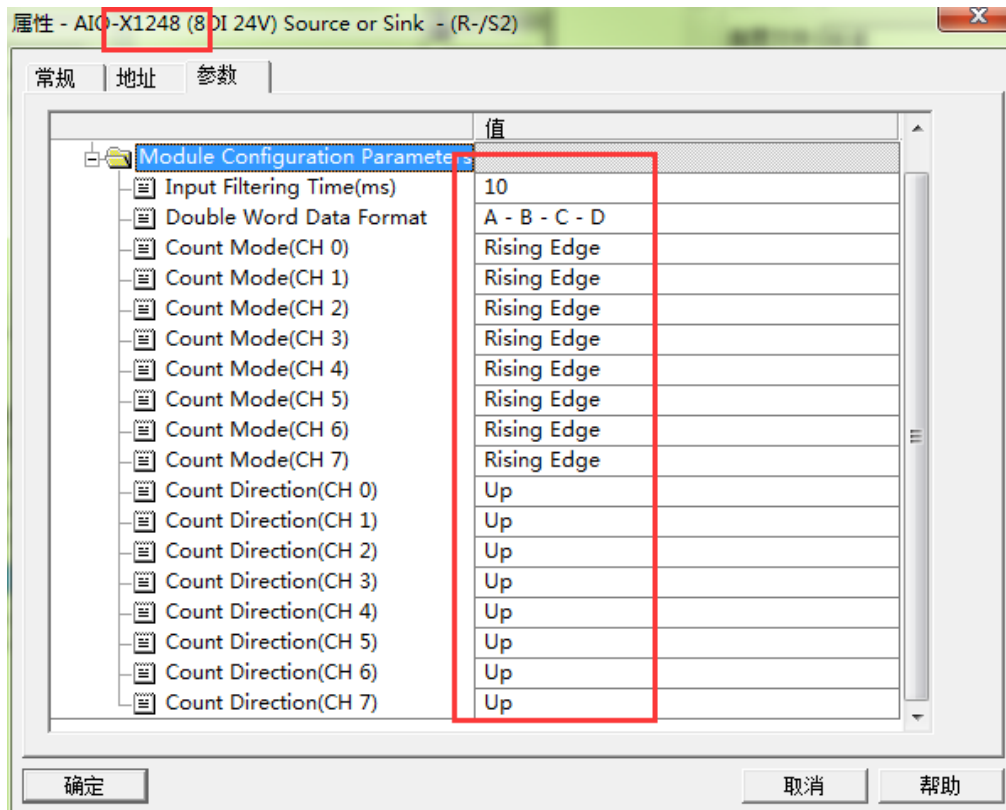 属性 - AIO-X1248 (8DI 24V) Source or Sink - (R-/S2)
常规 地址 参数
值
Module Configuration Parameters
Input Filtering Time(ms) 10
Double Word Data Format A - B - C - D
Count Mode(CH 0) Rising Edge
Count Mode(CH 1) Rising Edge
Count Mode(CH 2) Rising Edge
Count Mode(CH 3) Rising Edge
Count Mode(CH 4) Rising Edge
Count Mode(CH 5) Rising Edge
Count Mode(CH 6) Rising Edge
Count Mode(CH 7) Rising Edge
Count Direction(CH 0) Up
Count Direction(CH 1) Up
Count Direction(CH 2) Up
Count Direction(CH 3) Up
Count Direction(CH 4) Up
Count Direction(CH 5) Up
Count Direction(CH 6) Up
Count Direction(CH 7) Up
确定 取消 帮助